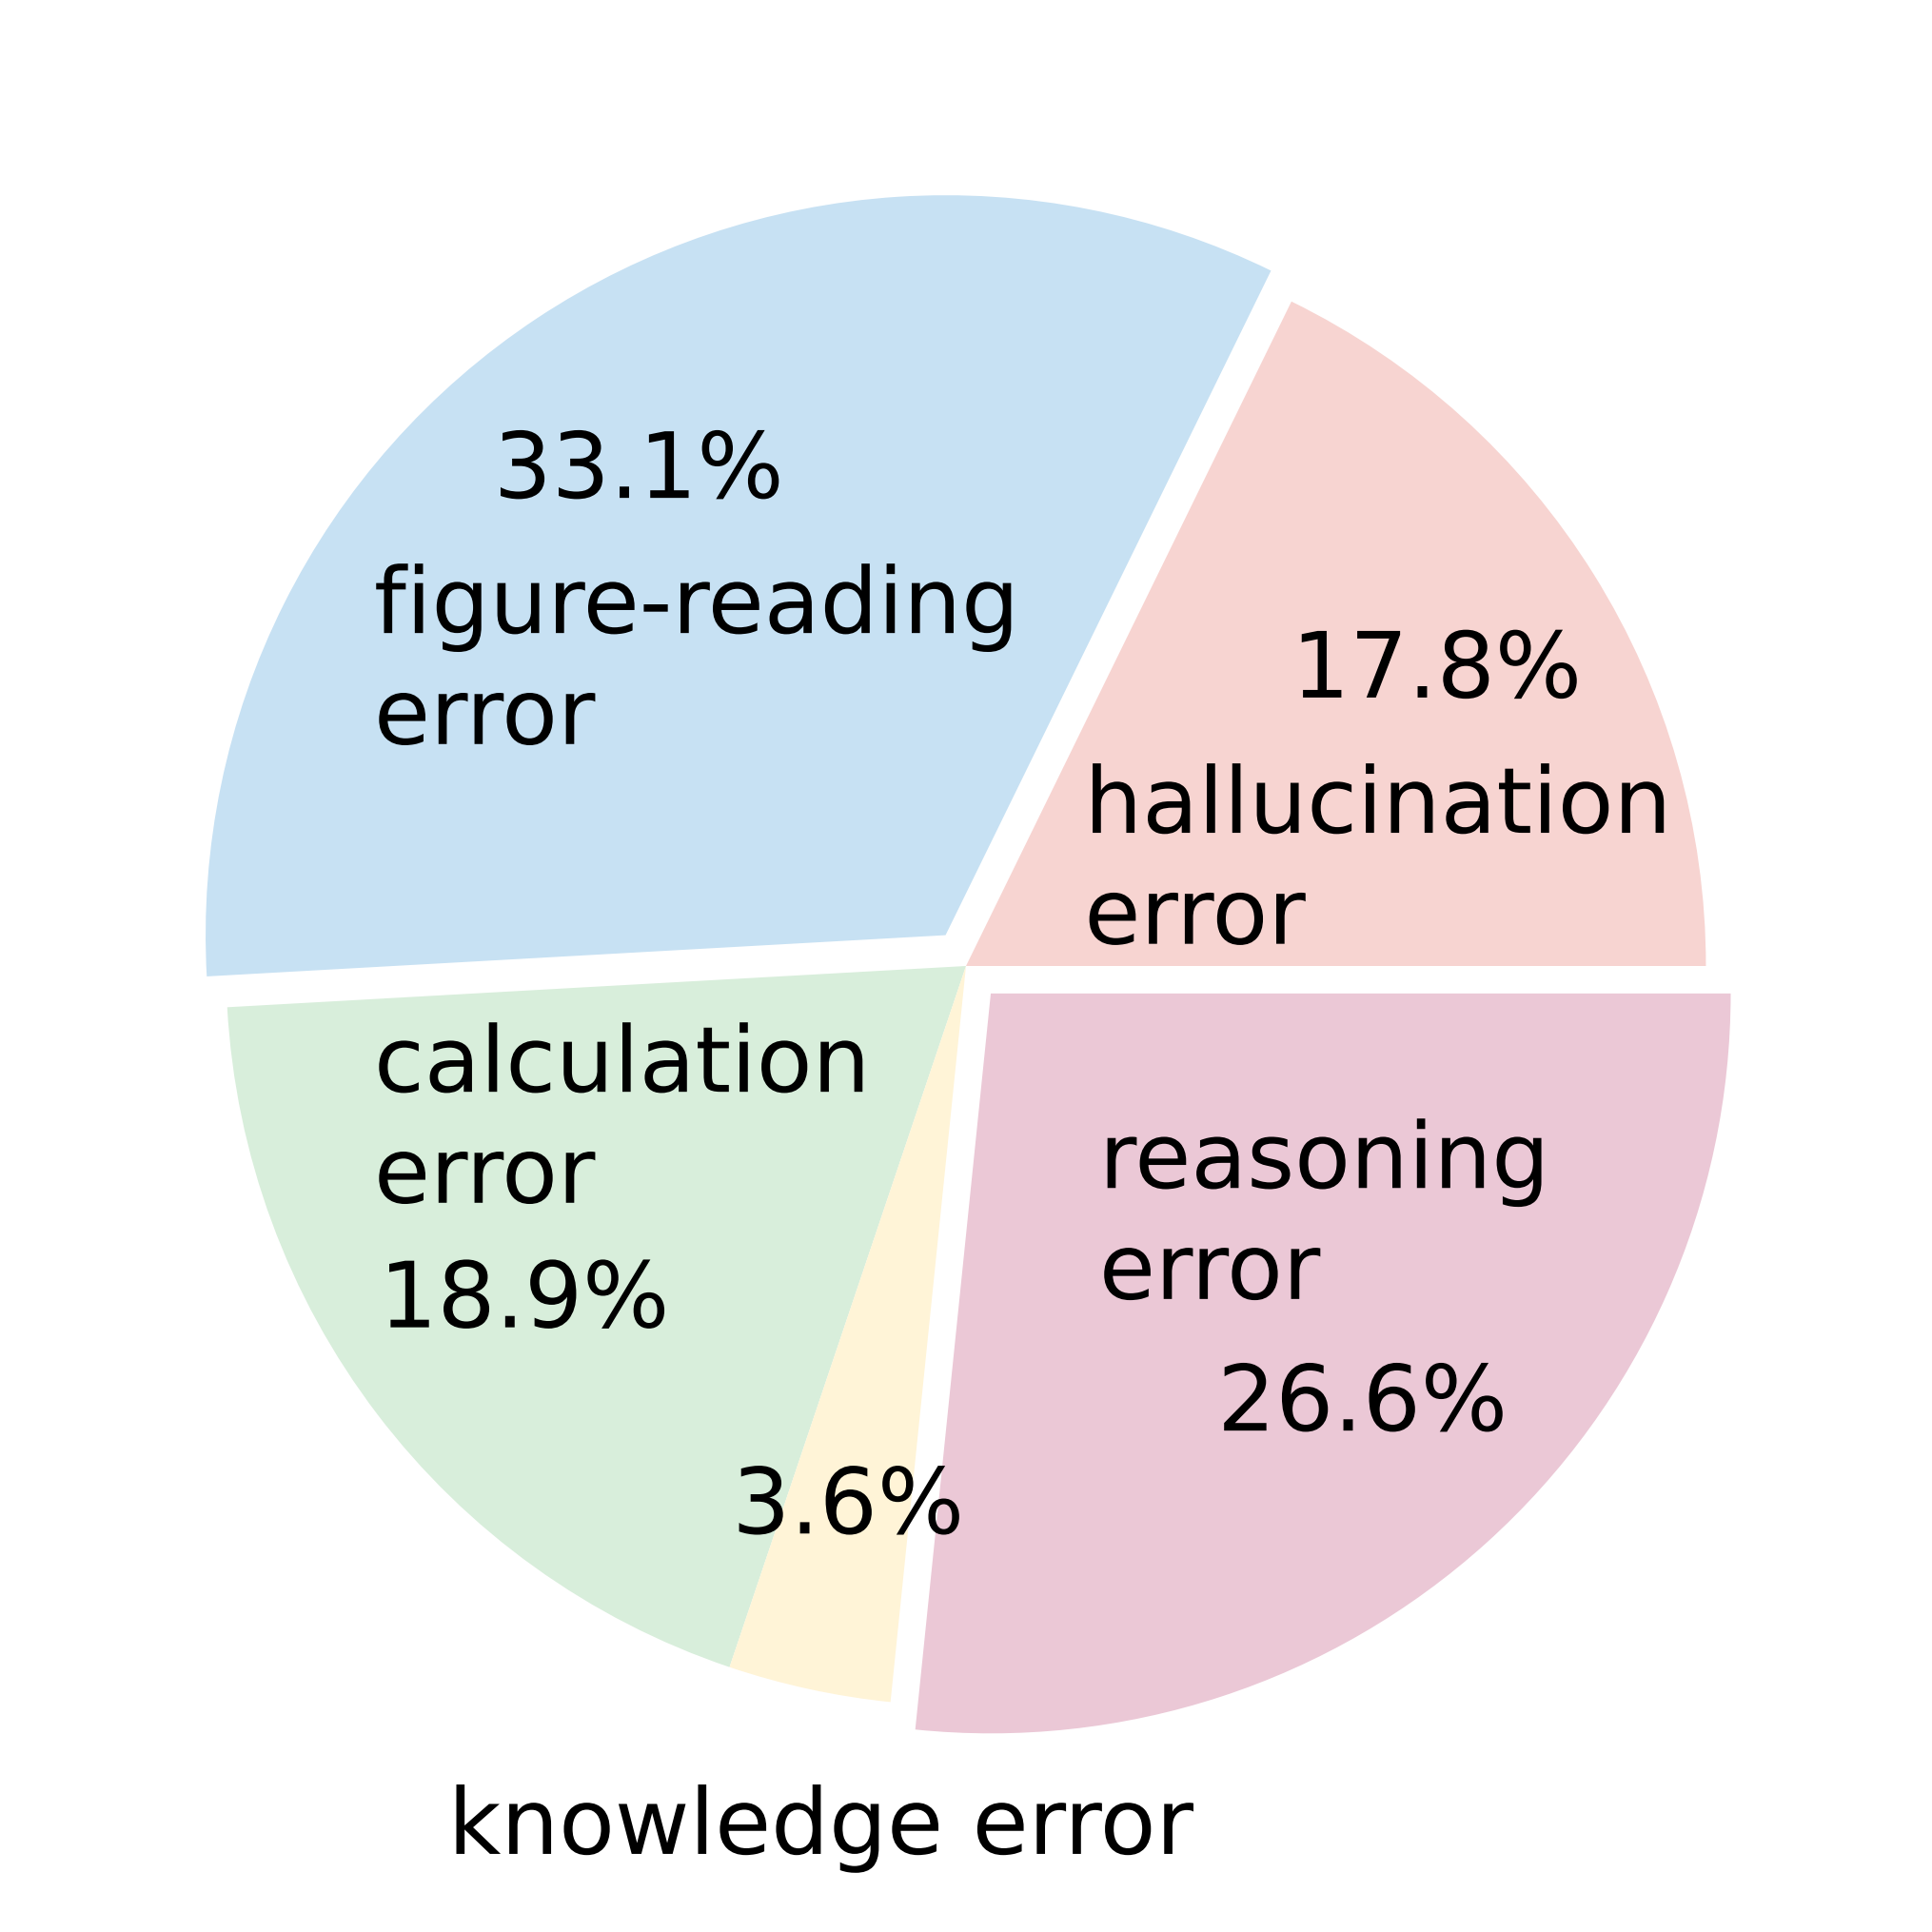 33.1%
figure-reading
error
17.8%
hallucination
error
calculation
error
18.9%
reasoning
error
26.6%
3.6%
knowledge error